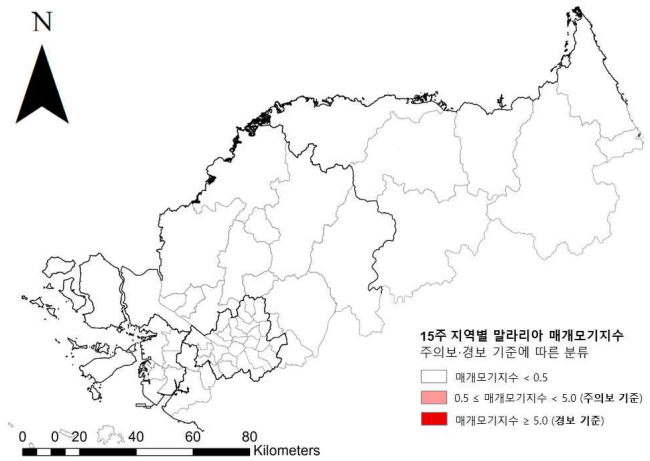 N
15주 지역별 말라리아 매개모기지수
주의보·경보 기준에 따른 분류
매개모기지수 < 0.5
0.5 ≤ 매개모기지수 < 5.0 (주의보 기준)
매개모기지수 ≥ 5.0 (경보 기준)
0 10 20 40 60 80
Kilometers